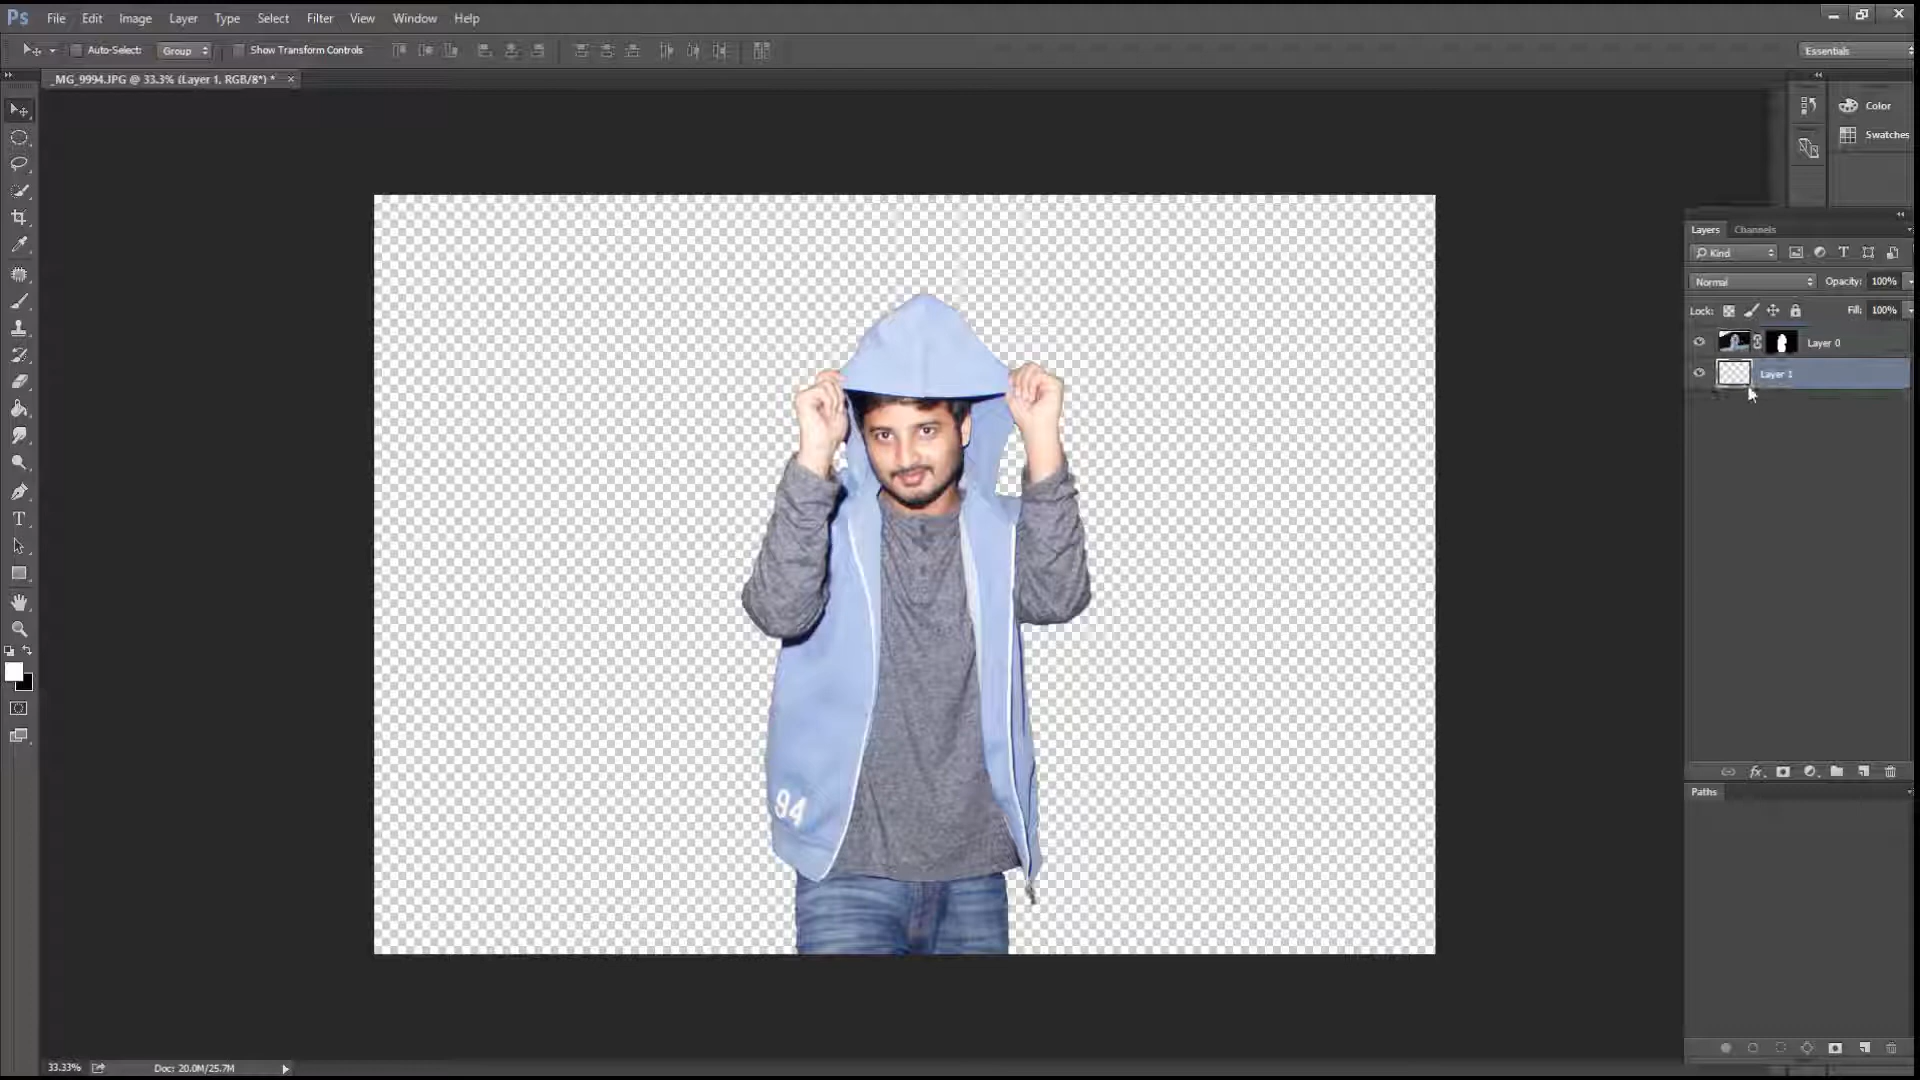 Ps File Edit Image Layer Type Select Filter View Window Help
Auto-Select: Group Show Transform Controls Essentials
_MG_9994.JPG @ 33.3% (Layer 1, RGB/8*) * ×
Color
Swatches
Layers Channels
Kind
Normal Opacity: 100%
Lock: Fill: 100%
Layer 0
Layer 1
94
fx
Paths
33.33% Doc: 20.0M/25.7M